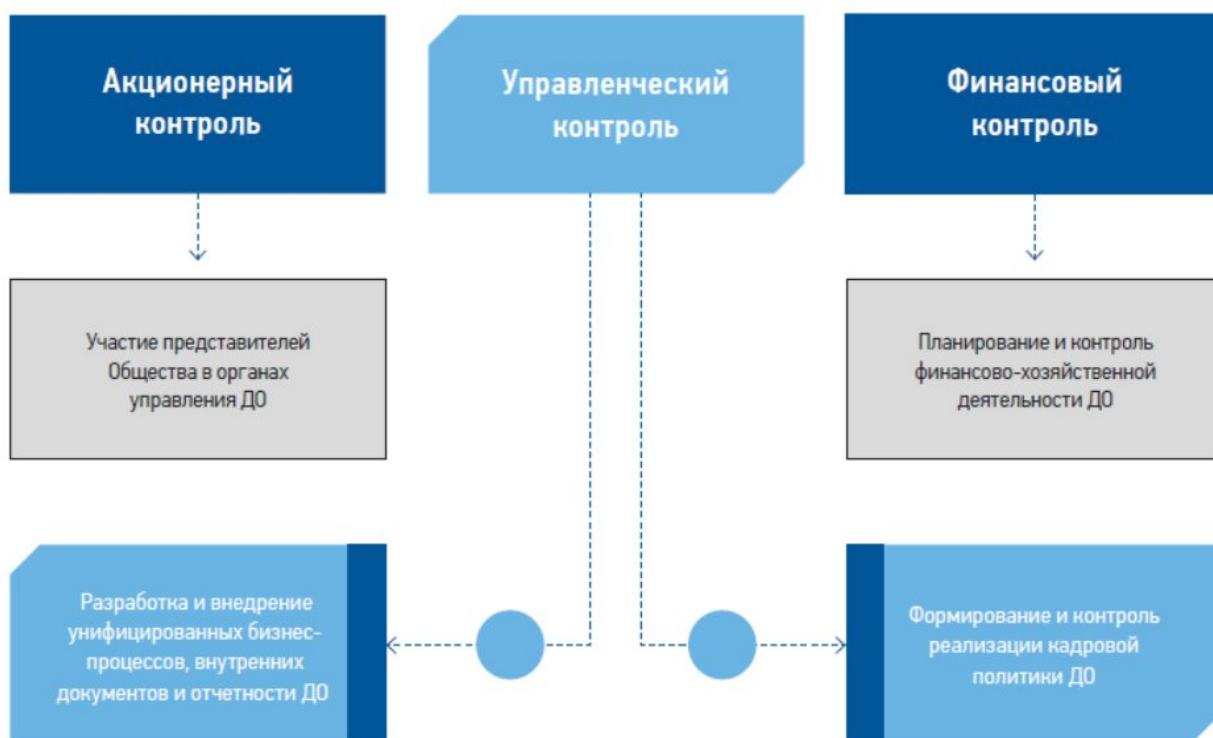 Акционерный
контроль
Управленческий
контроль
Финансовый
контроль
Участие представителей
Общества в органах
управления ДО
Планирование и контроль
финансово-хозяйственной
деятельности ДО
Разработка и внедрение
унифицированных бизнес-
процессов, внутренних
документов и отчетности ДО
Формирование и контроль
реализации кадровой
политики ДО